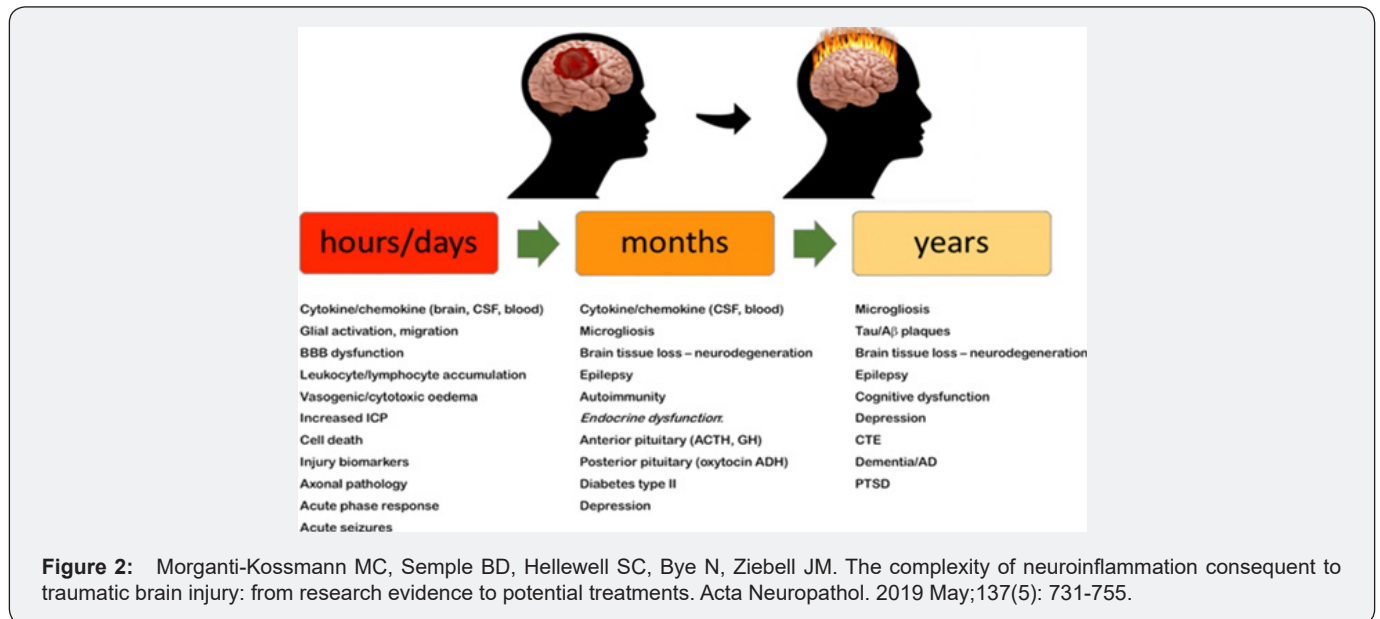 hours/days
months
years
Cytokine/chemokine (brain, CSF, blood)
Glial activation, migration
BBB dysfunction
Leukocyte/lymphocyte accumulation
Vasogenic/cytotoxic oedema
Increased ICP
Cell death
Injury biomarkers
Axonal pathology
Acute phase response
Acute seizures
Cytokine/chemokine (CSF, blood)
Microgliosis
Brain tissue loss – neurodegeneration
Epilepsy
Autoimmunity
Endocrine dysfunction:
Anterior pituitary (ACTH, GH)
Posterior pituitary (oxytocin ADH)
Diabetes type II
Depression
Microgliosis
Tau/Aβ plaques
Brain tissue loss – neurodegeneration
Epilepsy
Cognitive dysfunction
Depression
CTE
Dementia/AD
PTSD
Figure 2: Morganti-Kossmann MC, Semple BD, Hellewell SC, Bye N, Ziebell JM. The complexity of neuroinflammation consequent to
traumatic brain injury: from research evidence to potential treatments. Acta Neuropathol. 2019 May;137(5): 731-755.